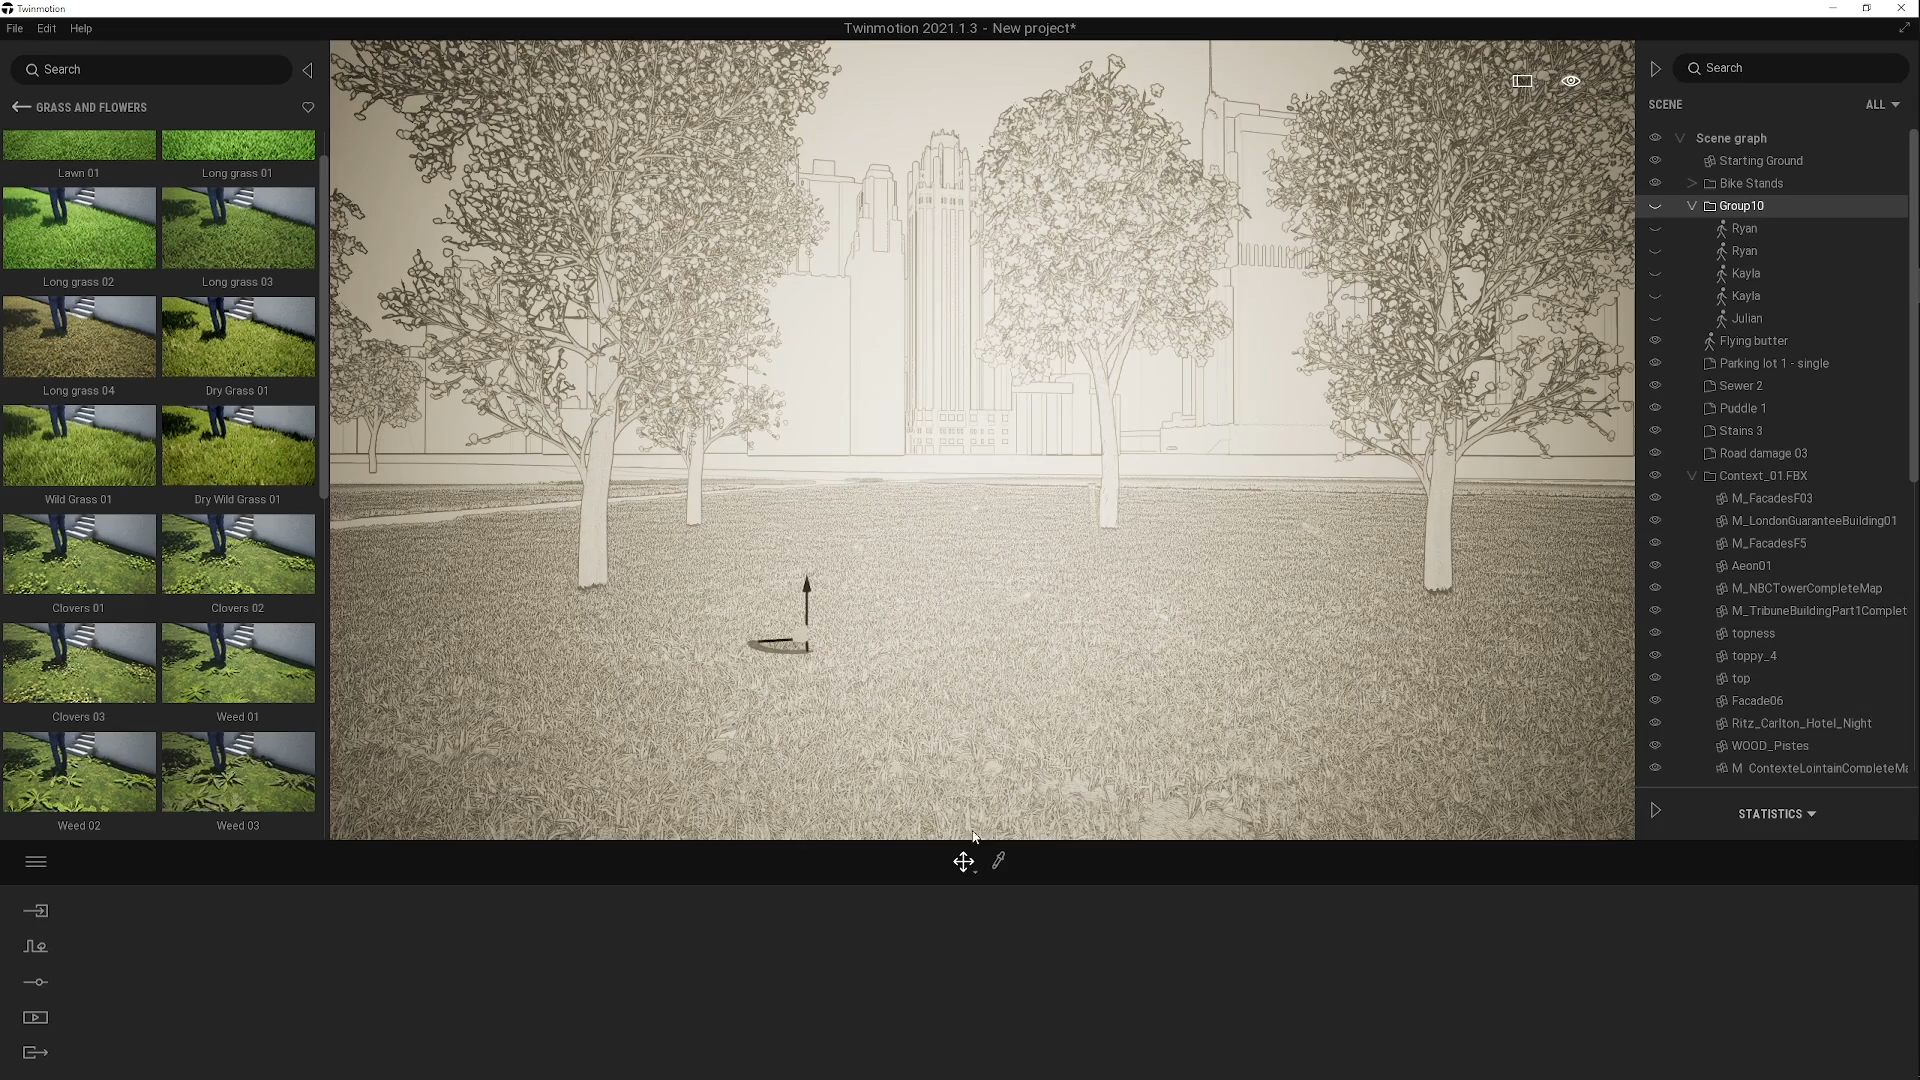 Twinmotion
File Edit Help
Twinmotion 2021.1.3 - New project*
Search
GRASS AND FLOWERS
Lawn 01
Long grass 01
Long grass 02
Long grass 03
Long grass 04
Dry Grass 01
Wild Grass 01
Dry Wild Grass 01
Clovers 01
Clovers 02
Clovers 03
Weed 01
Weed 02
Weed 03
Search
SCENE
ALL
Scene graph
Starting Ground
Bike Stands
Group10
Ryan
Ryan
Kayla
Kayla
Julian
Flying butter
Parking lot 1 - single
Sewer 2
Puddle 1
Stains 3
Road damage 03
Context_01.FBX
M_FacadesF03
M_LondonGuaranteeBuilding01
M_FacadesF5
Aeon01
M_NBCTowerCompleteMap
M_TribuneBuildingPart1Complet
topness
toppy_4
top
Facade06
Ritz_Carlton_Hotel_Night
WOOD_Pistes
M_ContexteLointainCompleteMa
STATISTICS